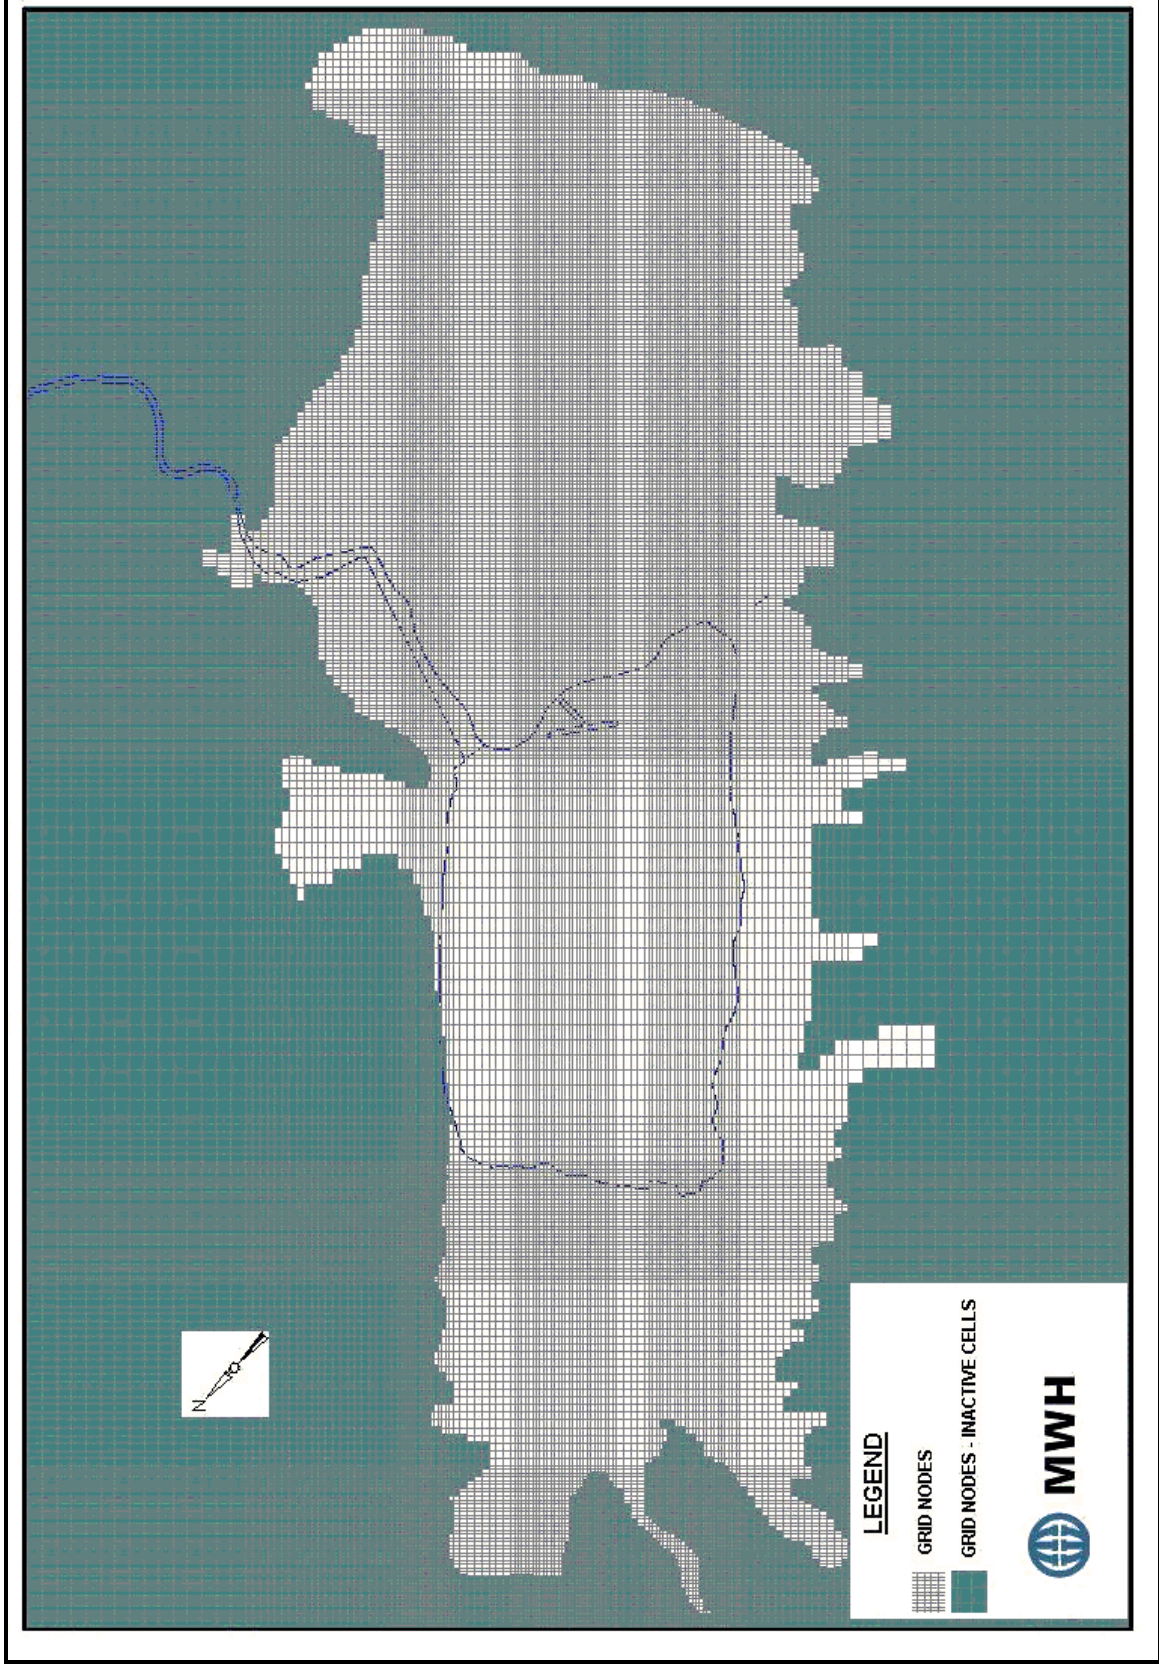 N
LEGEND
GRID NODES
GRID NODES - INACTIVE CELLS
MWH